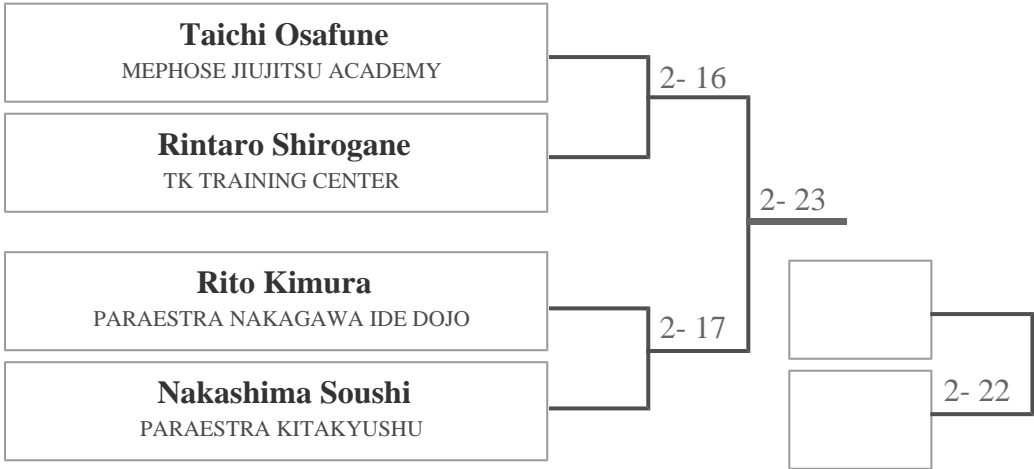 Taichi Osafune
MEPHOSE JIUJITSU ACADEMY
2- 16
Rintaro Shirogane
TK TRAINING CENTER
2- 23
Rito Kimura
PARAESTRA NAKAGAWA IDE DOJO
2- 17
Nakashima Soushi
PARAESTRA KITAKYUSHU
2- 22